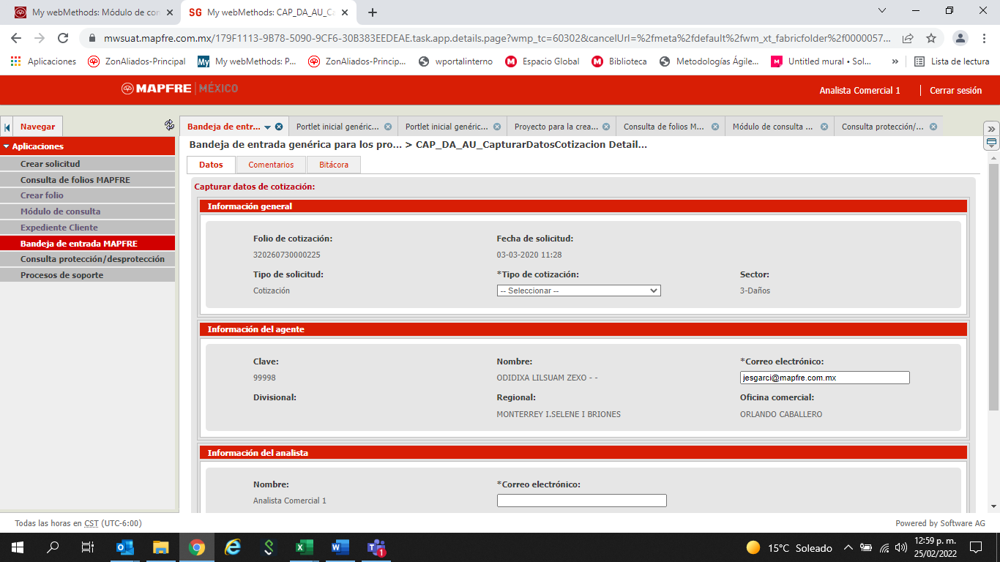 My webMethods: Módulo de con
SG My webMethods: CAP_DA_AU_Ca
mwsuat.mapfre.com.mx/179F1113-9B78-5090-9CF6-30B383EEDEAE.task.app.details.page?wmp_tc=60302&cancelUrl=%2fmeta%2fdefault%2fwm_xt_fabricfolder%2f0000057...
Aplicaciones ZonAliados-Principal My webMethods: P... ZonAliados-Princip... wportalinterno Espacio Global Biblioteca Metodologías Ágile... Untitled mural • Sol... » Lista de lectura
MAPFRE MÉXICO
Analista Comercial 1 Cerrar sesión
Navegar
Bandeja de entr... Portlet inicial genéric... Portlet inicial genéric... Proyecto para la crea... Consulta de folios M... Módulo de consulta ... Consulta protección/...
Aplicaciones
Crear solicitud
Consulta de folios MAPFRE
Crear folio
Módulo de consulta
Expediente Cliente
Bandeja de entrada MAPFRE
Consulta protección/desprotección
Procesos de soporte
Bandeja de entrada genérica para los pro... > CAP_DA_AU_CapturarDatosCotizacion Detail...
Datos Comentarios Bitácora
Capturar datos de cotización:
Información general
Folio de cotización: Fecha de solicitud:
320260730000225 03-03-2020 11:28
Tipo de solicitud: *Tipo de cotización: Sector:
Cotización -- Seleccionar -- 3-Daños
Información del agente
Clave: Nombre: *Correo electrónico:
99998 ODIDIXA LILSUAM ZEXO - - jesgarci@mapfre.com.mx
Divisional: Regional: Oficina comercial:
MONTERREY I.SELENE I BRIONES ORLANDO CABALLERO
Información del analista
Nombre: *Correo electrónico:
Analista Comercial 1
Todas las horas en CST (UTC-6:00)
Powered by Software AG
15°C Soleado
12:59 p. m.
25/02/2022
1